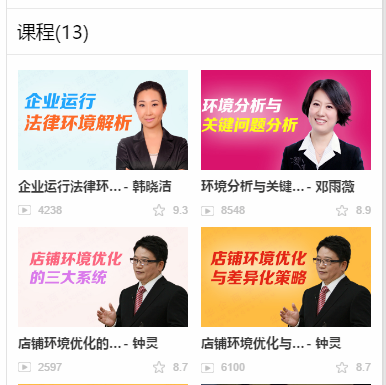 课程(13)
企业运行
法律环境解析
环境分析与
关键问题分析
企业运行法律环... - 韩晓洁
环境分析与关键... - 邓雨薇
4238
9.3
8548
8.9
店铺环境优化
的三大系统
店铺环境优化
与差异化策略
店铺环境优化的... - 钟灵
店铺环境优化与... - 钟灵
2597
8.7
6100
8.7